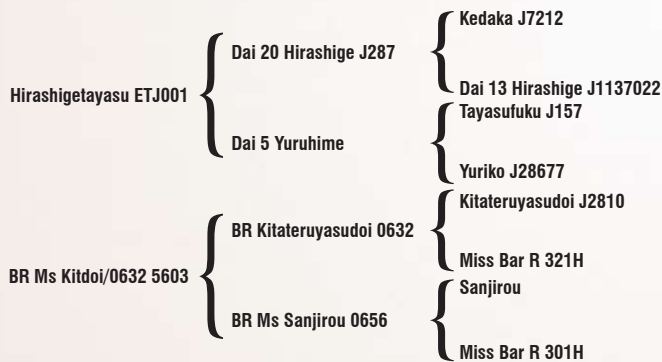 Kedaka J7212
Dai 20 Hirashige J287
Dai 13 Hirashige J1137022
Hirashigetayasu ETJ001
Tayasufuku J157
Dai 5 Yuruhime
Yuriko J28677
Kitateruyasudoi J2810
BR Kitateruyasudoi 0632
Miss Bar R 321H
BR Ms Kitdoi/0632 5603
Sanjirou
BR Ms Sanjirou 0656
Miss Bar R 301H